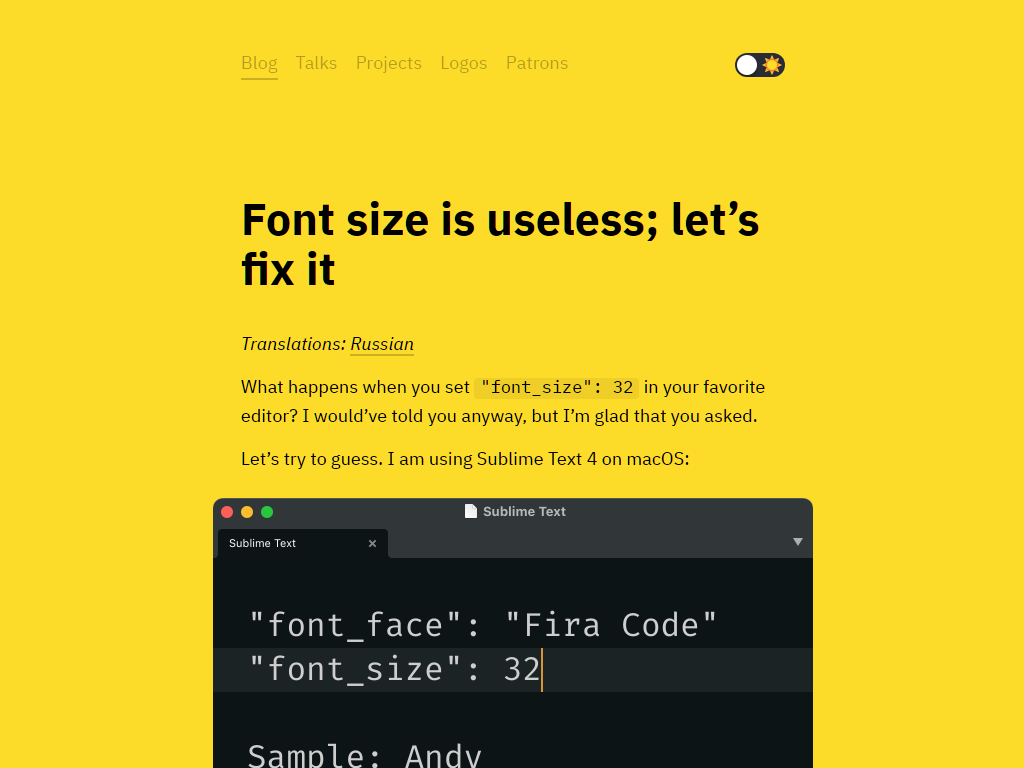 Blog Talks Projects Logos Patrons
Font size is useless; let’s
fix it
Translations: Russian
What happens when you set "font_size": 32 in your favorite
editor? I would’ve told you anyway, but I’m glad that you asked.
Let’s try to guess. I am using Sublime Text 4 on macOS:
Sublime Text
Sublime Text
"font_face": "Fira Code"
"font_size": 32
Sample: Andy